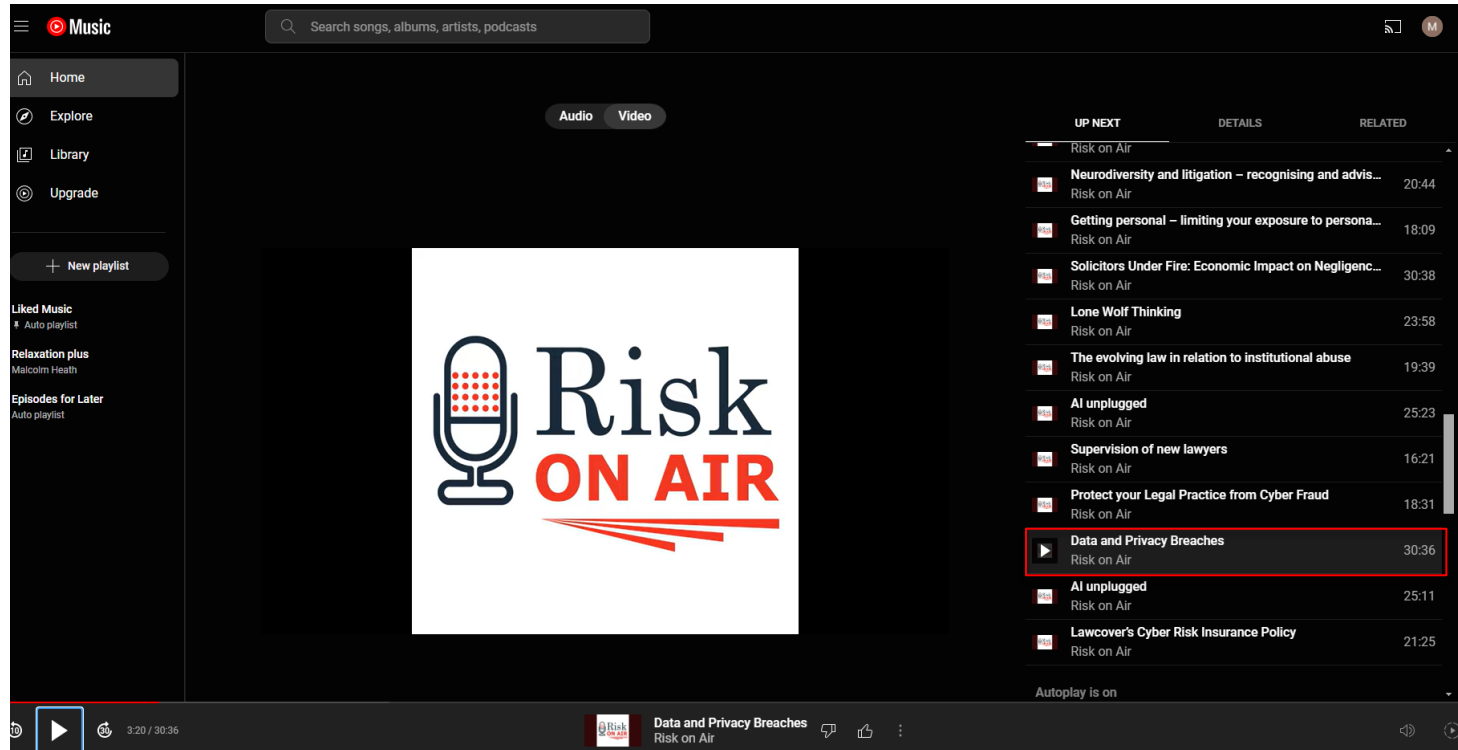 Music
Search songs, albums, artists, podcasts
M
Home
Explore
Library
Upgrade
New playlist
Liked Music
Auto playlist
Relaxation plus
Malcolm Heath
Episodes for Later
Auto playlist
Audio Video
Risk
ON AIR
UP NEXT DETAILS RELATED
Risk on Air
Neurodiversity and litigation – recognising and advis... 20:44
Risk on Air
Getting personal – limiting your exposure to persona... 18:09
Risk on Air
Solicitors Under Fire: Economic Impact on Negligenc... 30:38
Risk on Air
Lone Wolf Thinking 23:58
Risk on Air
The evolving law in relation to institutional abuse 19:39
Risk on Air
AI unplugged 25:23
Risk on Air
Supervision of new lawyers 16:21
Risk on Air
Protect your Legal Practice from Cyber Fraud 18:31
Risk on Air
Data and Privacy Breaches 30:36
Risk on Air
AI unplugged 25:11
Risk on Air
Lawcover's Cyber Risk Insurance Policy 21:25
Risk on Air
Autoplay is on
10 30 3:20 / 30:36
Risk
ON AIR
Data and Privacy Breaches
Risk on Air